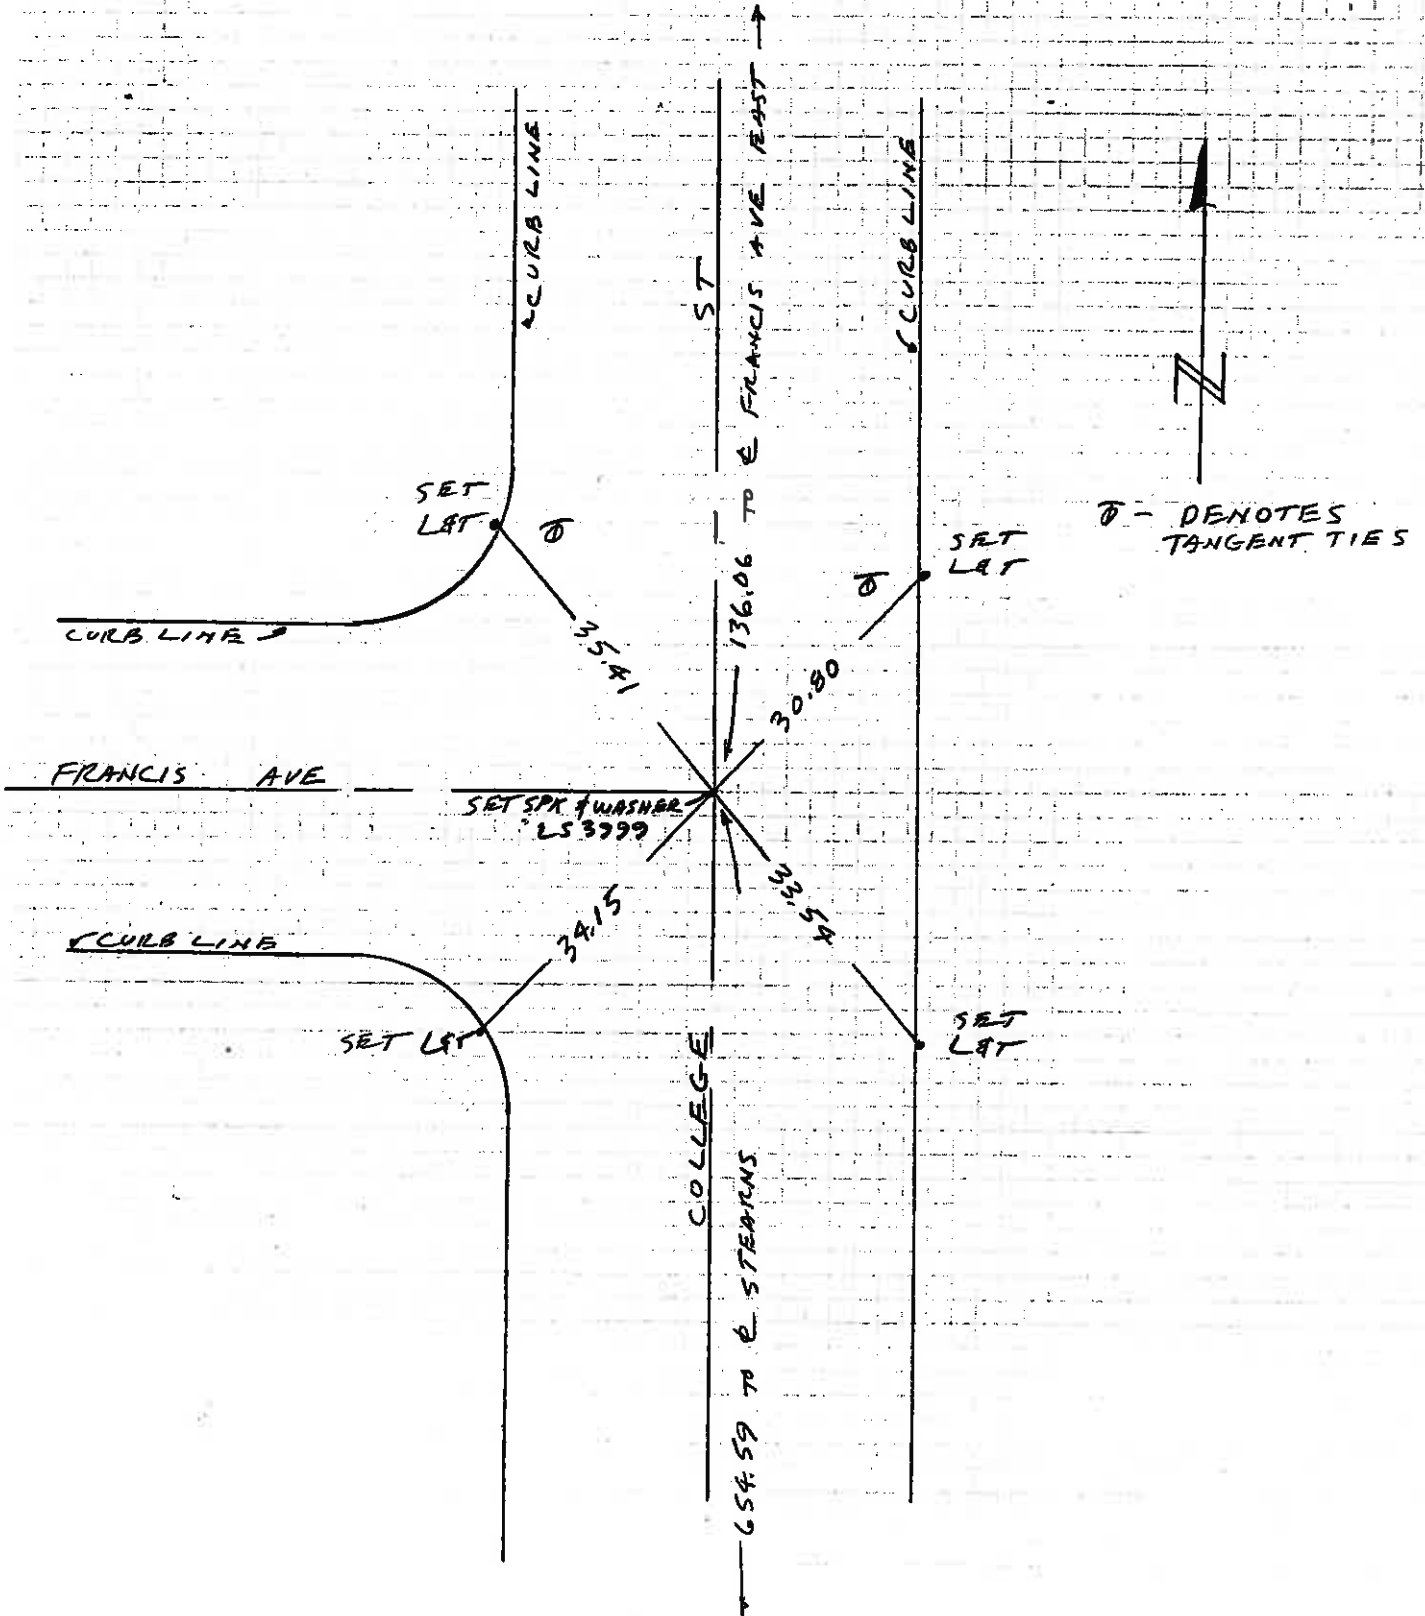 CURB LINE
ST
136.06 TO ℄ FRANCIS AVE EAST
CURB LINE
N
SET
L&T
T
T - DENOTES
TANGENT TIES
SET
L&T
T
CURB LINE
35.41
30.80
FRANCIS AVE
SET SPK & WASHER
LS 3999
33.54
34.15
CURB LINE
SET L&T
SET
L&T
COLLEGE
654.59 TO ℄ STEARNS